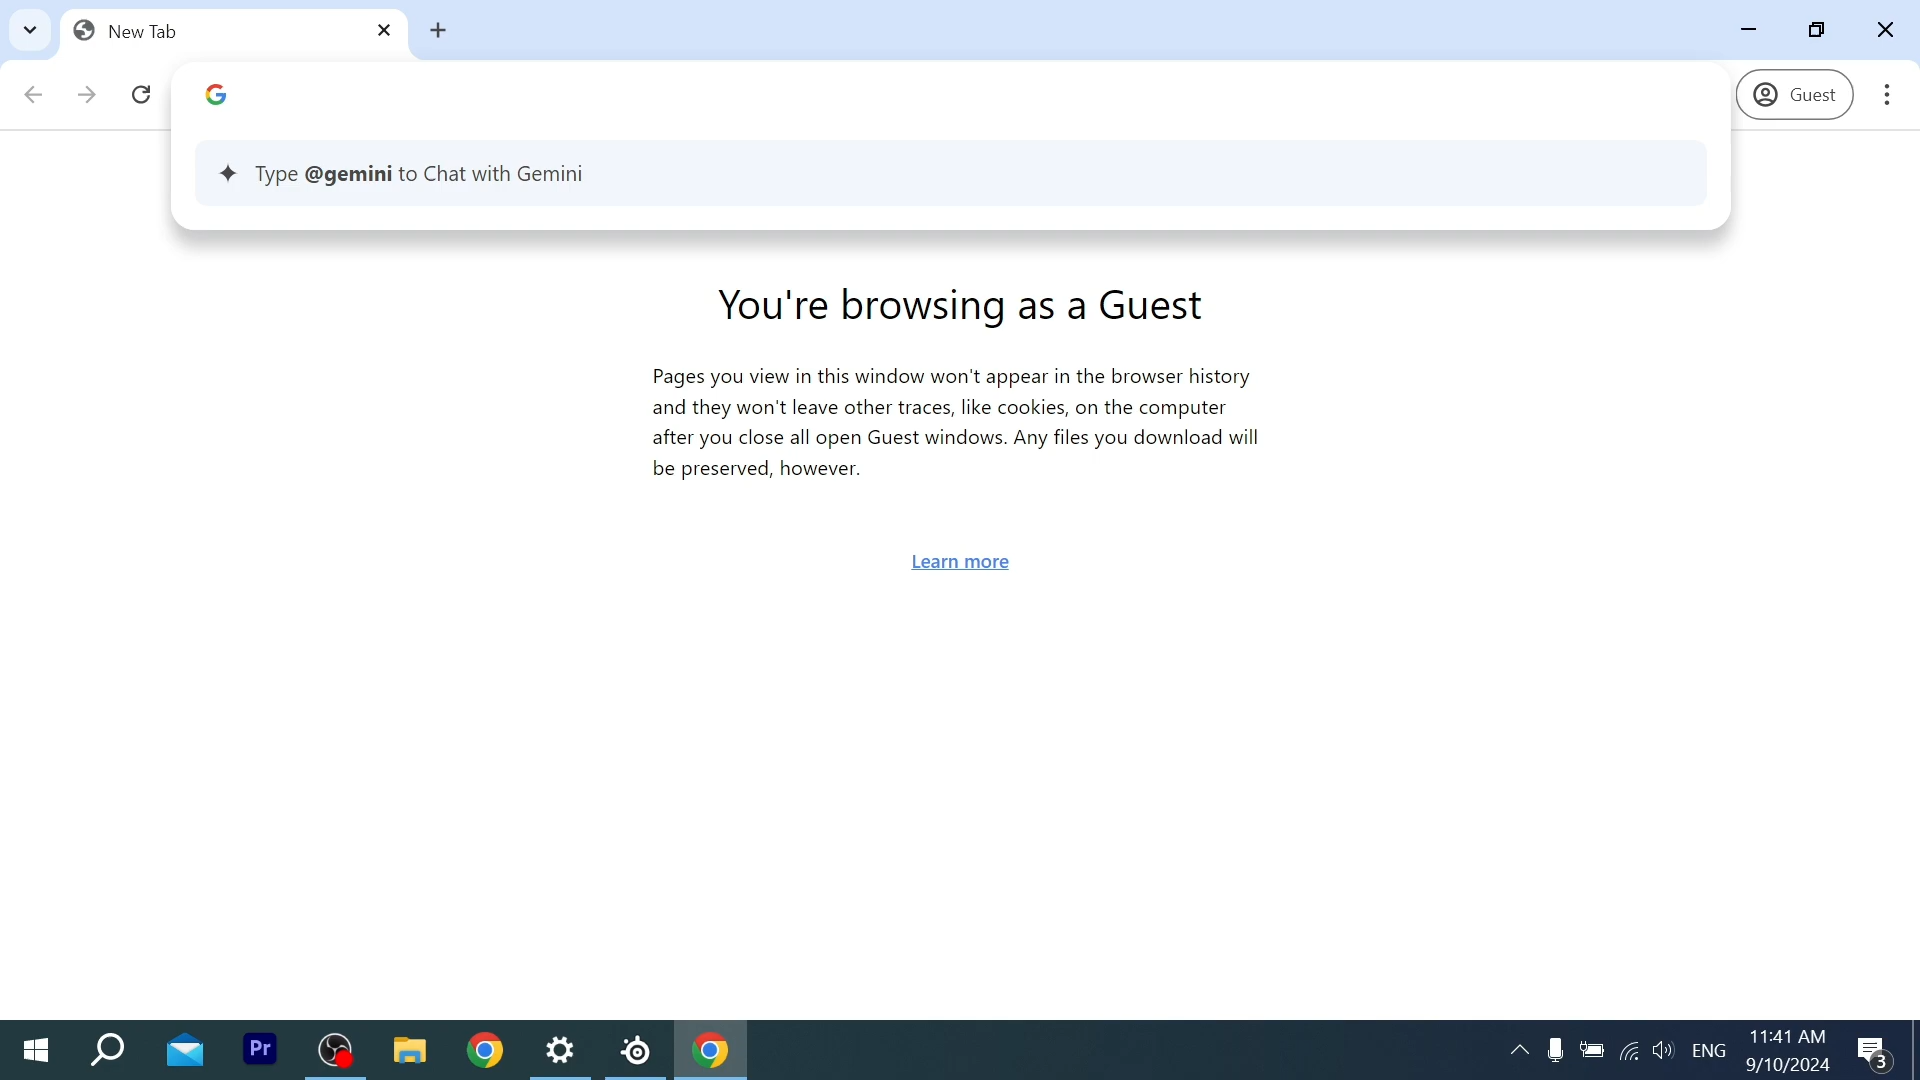 New Tab
Guest
Type @gemini to Chat with Gemini
You're browsing as a Guest
Pages you view in this window won't appear in the browser history
and they won't leave other traces, like cookies, on the computer
after you close all open Guest windows. Any files you download will
be preserved, however.
Learn more
Pr
ENG
11:41 AM
9/10/2024
3